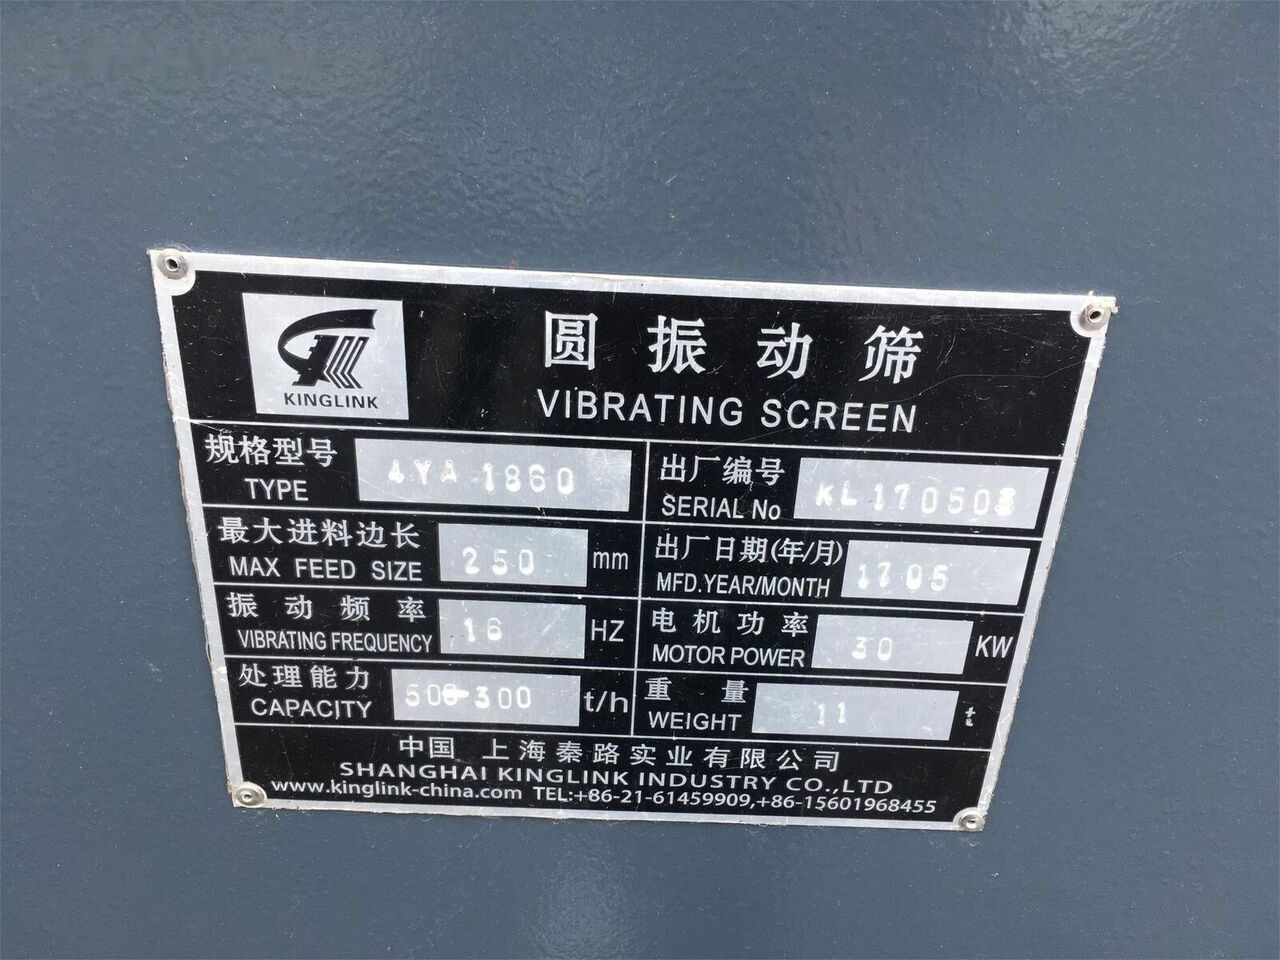 KINGLINK
圆振动筛
VIBRATING SCREEN
规格型号 TYPE 4YA-1860
出厂编号 SERIAL No
最大进料边长 MAX FEED SIZE 250 mm
出厂日期(年/月) MFD.YEAR/MONTH 1705
振动频率 VIBRATING FREQUENCY 16 HZ
电机功率 MOTOR POWER 30 KW
处理能力 CAPACITY t/h
重量 WEIGHT 11 t
中国 上海秦路实业有限公司
SHANGHAI KINGLINK INDUSTRY CO.,LTD
www.kinglink-china.com TEL:+86-21-61459909,+86-15601968455